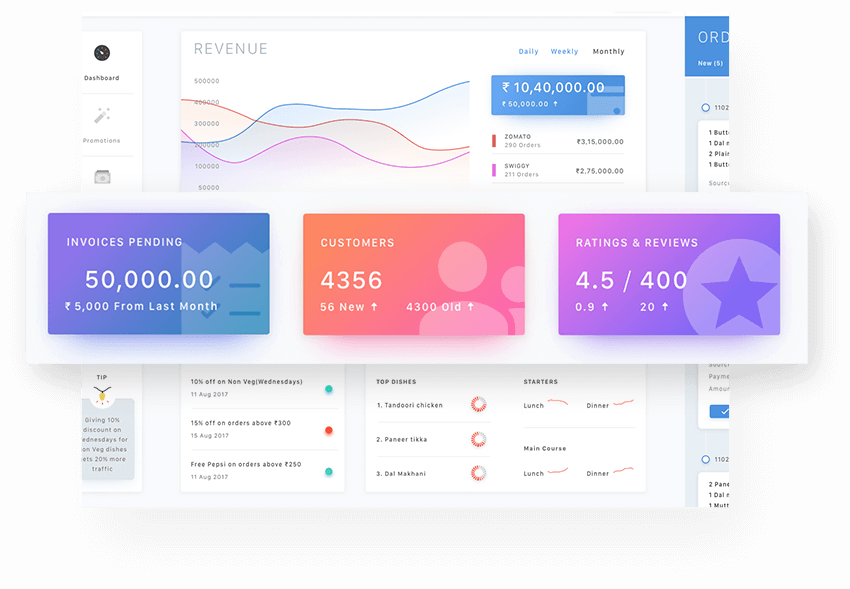 REVENUE
Daily Weekly Monthly
ORD
New (5)
Dashboard
Promotions
500000
400000
300000
200000
100000
50000
₹ 10,40,000.00
₹ 50,000.00 ↑
ZOMATO
290 Orders
₹3,15,000.00
SWIGGY
211 Orders
₹2,75,000.00
1102
1 Butt
1 Dal m
2 Plain
1 Butt
Source
INVOICES PENDING
50,000.00
₹ 5,000 From Last Month
CUSTOMERS
4356
56 New ↑ 4300 Old ↑
RATINGS & REVIEWS
4.5 / 400
0.9 ↑ 20 ↑
TIP
Giving 10%
discount on
ednesdays for
on Veg dishes
ets 20% more
traffic
10% off on Non Veg(Wednesdays)
11 Aug 2017
15% off on orders above ₹300
15 Aug 2017
Free Pepsi on orders above ₹250
11 Aug 2017
TOP DISHES
1. Tandoori chicken
2. Paneer tikka
3. Dal Makhani
STARTERS
Lunch Dinner
Main Course
Lunch Dinner
Source
Payme
Amoun
1102
2 Pane
1 Dal m
1 Mutt